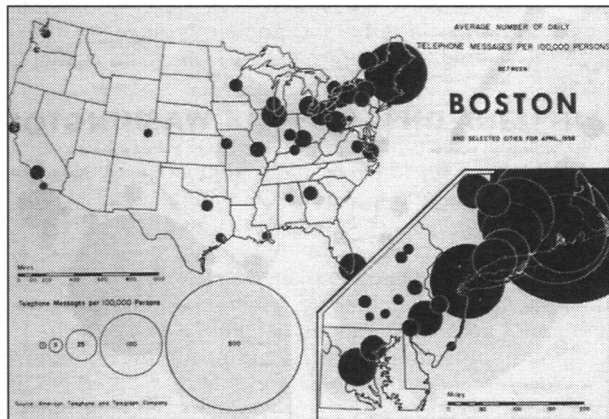 AVERAGE NUMBER OF DAILY
TELEPHONE MESSAGES PER 100,000 PERSONS
BETWEEN
BOSTON
AND SELECTED CITIES FOR APRIL, 1958
Miles
Telephone Messages per 100,000 Persons
5 25 100 500
Source: American Telephone and Telegraph Company
Miles